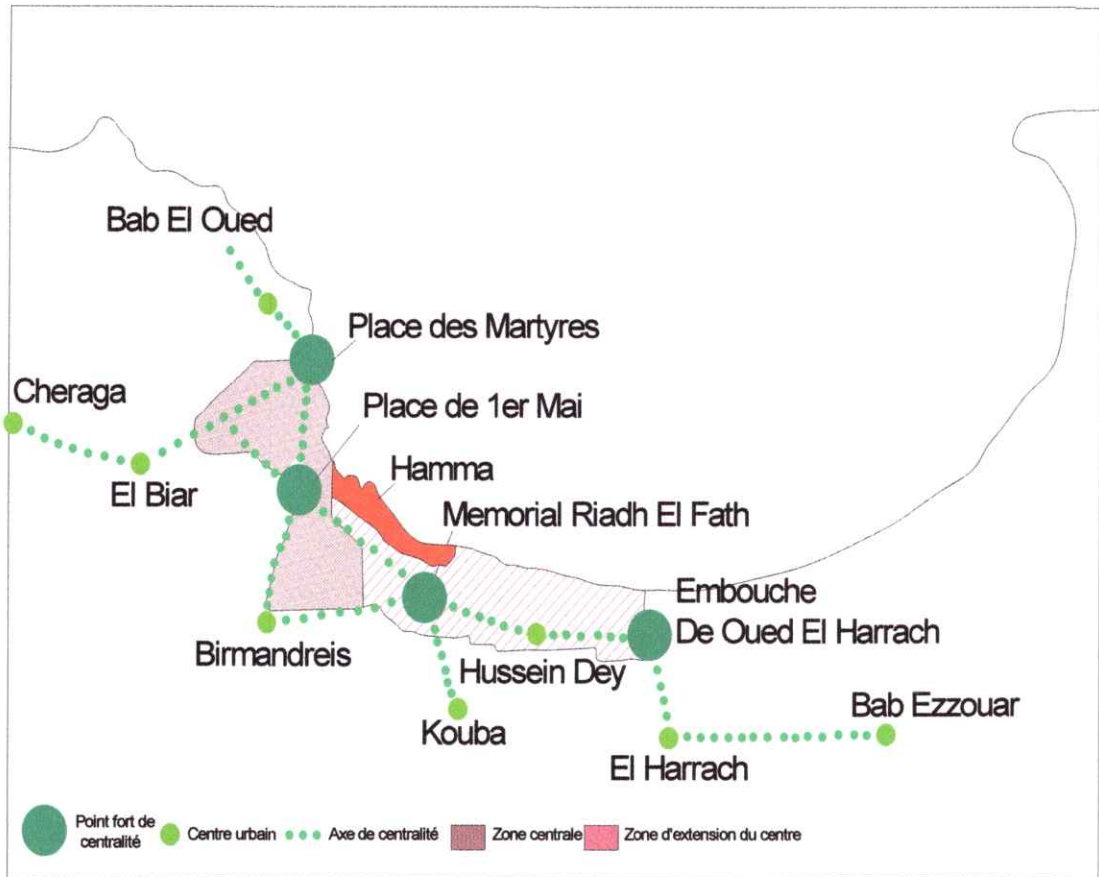 Bab El Oued
Place des Martyres
Cheraga
Place de 1er Mai
El Biar
Hamma
Memorial Riadh El Fath
Embouche
De Oued El Harrach
Birmandreis
Hussein Dey
Kouba
Bab Ezzouar
El Harrach
Point fort de
centralité
Centre urbain
Axe de centralité
Zone centrale
Zone d'extension du centre